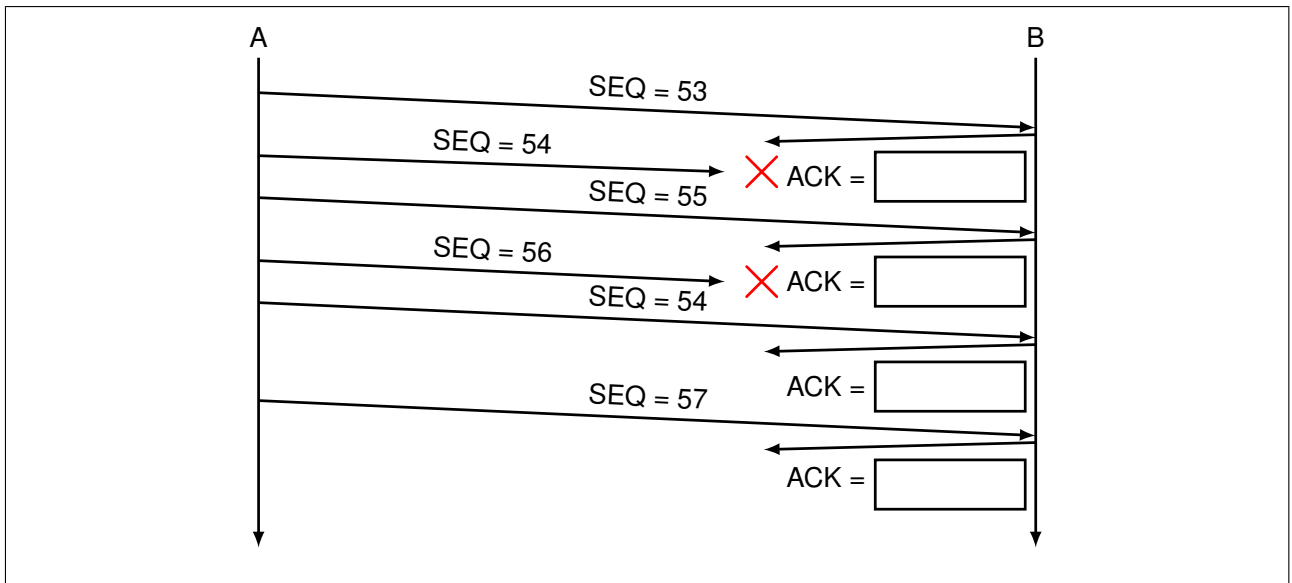 A
B
SEQ = 53
SEQ = 54
ACK =
SEQ = 55
SEQ = 56
ACK =
SEQ = 54
ACK =
SEQ = 57
ACK =